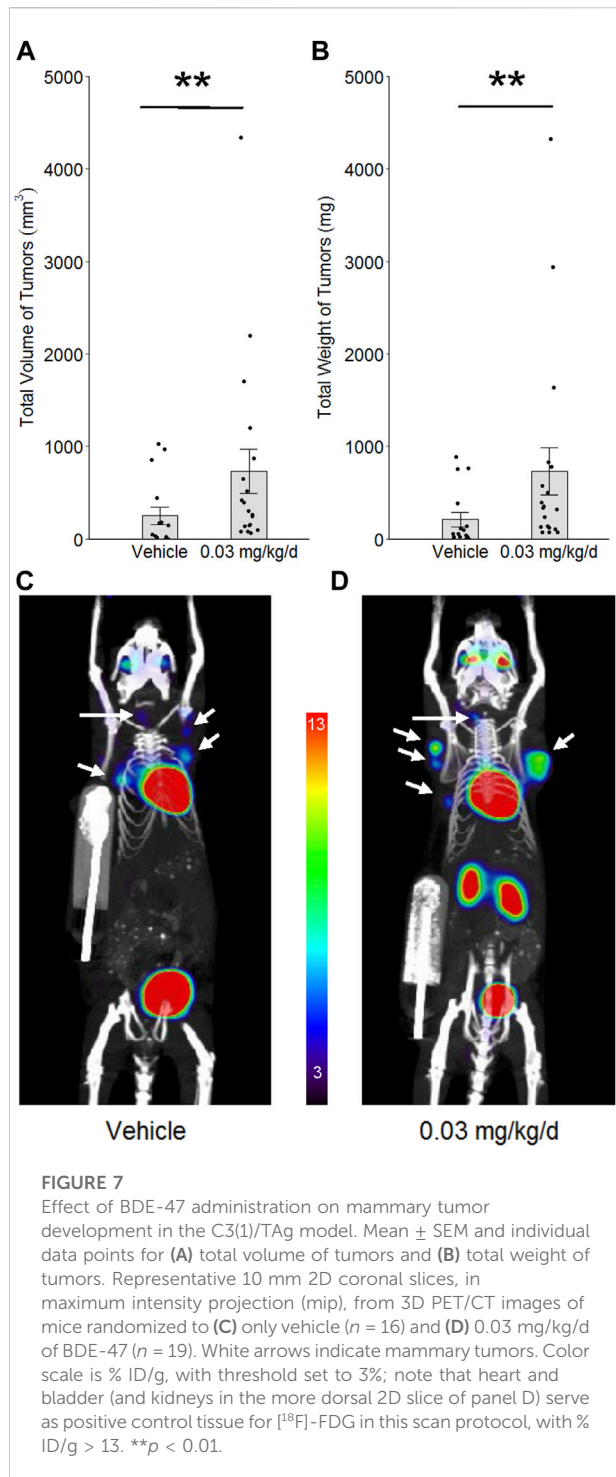 A
B
**
**
5000
4000
3000
2000
1000
0
Total Volume of Tumors (mm³)
Vehicle
0.03 mg/kg/d
5000
4000
3000
2000
1000
0
Total Weight of Tumors (mg)
Vehicle
0.03 mg/kg/d
C
D
13
3
Vehicle
0.03 mg/kg/d
FIGURE 7
Effect of BDE-47 administration on mammary tumor
development in the C3(1)/TAg model. Mean ± SEM and individual
data points for (A) total volume of tumors and (B) total weight of
tumors. Representative 10 mm 2D coronal slices, in
maximum intensity projection (mip), from 3D PET/CT images of
mice randomized to (C) only vehicle (n = 16) and (D) 0.03 mg/kg/d
of BDE-47 (n = 19). White arrows indicate mammary tumors. Color
scale is % ID/g, with threshold set to 3%; note that heart and
bladder (and kidneys in the more dorsal 2D slice of panel D) serve
as positive control tissue for [¹⁸F]-FDG in this scan protocol, with %
ID/g > 13. **p < 0.01.